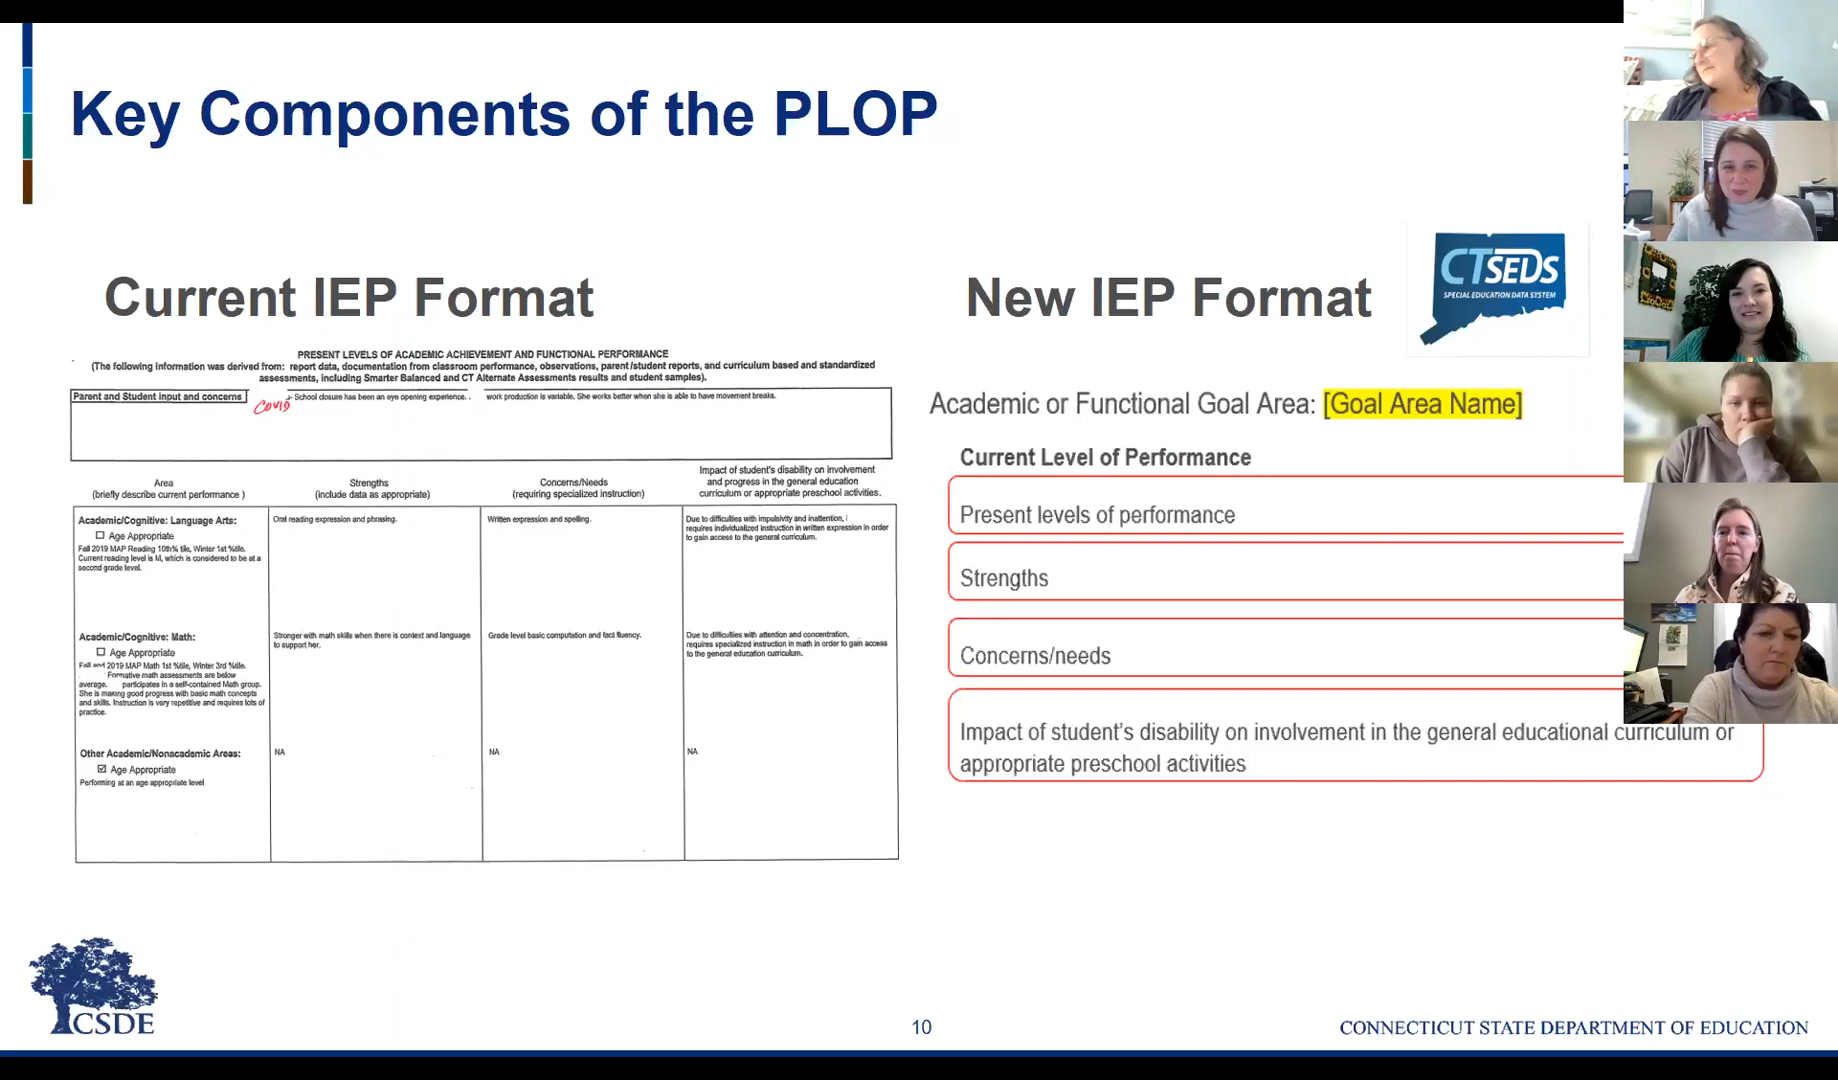 Key Components of the PLOP
Current IEP Format
PRESENT LEVELS OF ACADEMIC ACHIEVEMENT AND FUNCTIONAL PERFORMANCE
(The following information was derived from: report data, documentation from classroom performance, observations, parent/student reports, and curriculum based and standardized
assessments, including Smarter Balanced and CT Alternate Assessments results and student samples).
Parent and Student input and concerns
COVID
School closure has been an eye opening experience. . work production is variable. She works better when she is able to have movement breaks.
Area
(briefly describe current performance )
Strengths
(include data as appropriate)
Concerns/Needs
(requiring specialized instruction)
Impact of student's disability on involvement
and progress in the general education
curriculum or appropriate preschool activities.
Academic/Cognitive: Language Arts:
Age Appropriate
Fall 2019 MAP Reading 10th% tile, Winter 1st %tile.
Current reading level is M, which is considered to be at a
second grade level.
Oral reading expression and phrasing.
Written expression and spelling.
Due to difficulties with impulsivity and inattention,
requires individualized instruction in written expression in order
to gain access to the general curriculum.
Academic/Cognitive: Math:
Age Appropriate
Fall and 2019 MAP Math 1st %tile, Winter 3rd %tile.
Formative math assessments are below
average. participates in a self-contained Math group.
She is making good progress with basic math concepts
and skills. Instruction is very repetitive and requires lots of
practice.
Stronger with math skills when there is context and language
to support her.
Grade level basic computation and fact fluency.
Due to difficulties with attention and concentration,
requires specialized instruction in math in order to gain access
to the general education curriculum.
Other Academic/Nonacademic Areas:
Age Appropriate
Performing at an age appropriate level
NA
NA
NA
New IEP Format
CTSEDS
SPECIAL EDUCATION DATA SYSTEM
Academic or Functional Goal Area: [Goal Area Name]
Current Level of Performance
Present levels of performance
Strengths
Concerns/needs
Impact of student's disability on involvement in the general educational curriculum or
appropriate preschool activities
CSDE
10
CONNECTICUT STATE DEPARTMENT OF EDUCATION